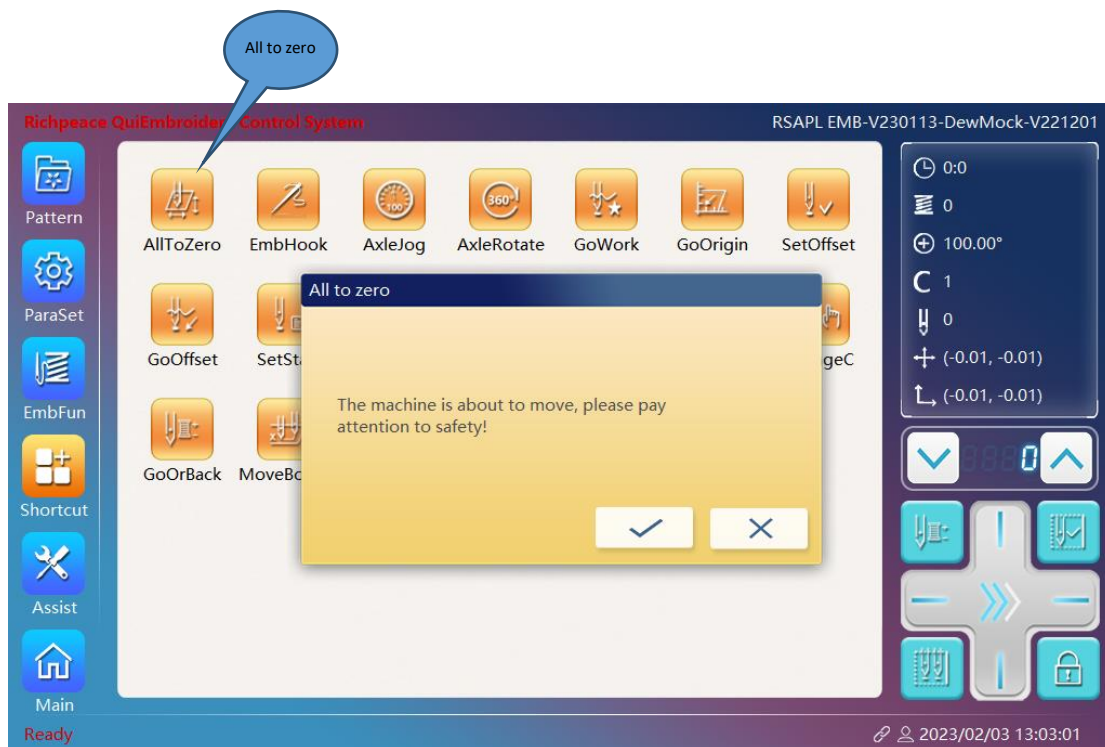 All to zero
Richpeace QuiEmbroider Control System
RSAPL EMB-V230113-DewMock-V221201
Pattern
ParaSet
EmbFun
Shortcut
Assist
Main
AllToZero EmbHook AxleJog AxleRotate GoWork GoOrigin SetOffset
100
360°
GoOffset SetSt geC
GoOrBack MoveBo
All to zero
The machine is about to move, please pay
attention to safety!
0:0
0
100.00°
C 1
0
(-0.01, -0.01)
(-0.01, -0.01)
0
Ready
2023/02/03 13:03:01